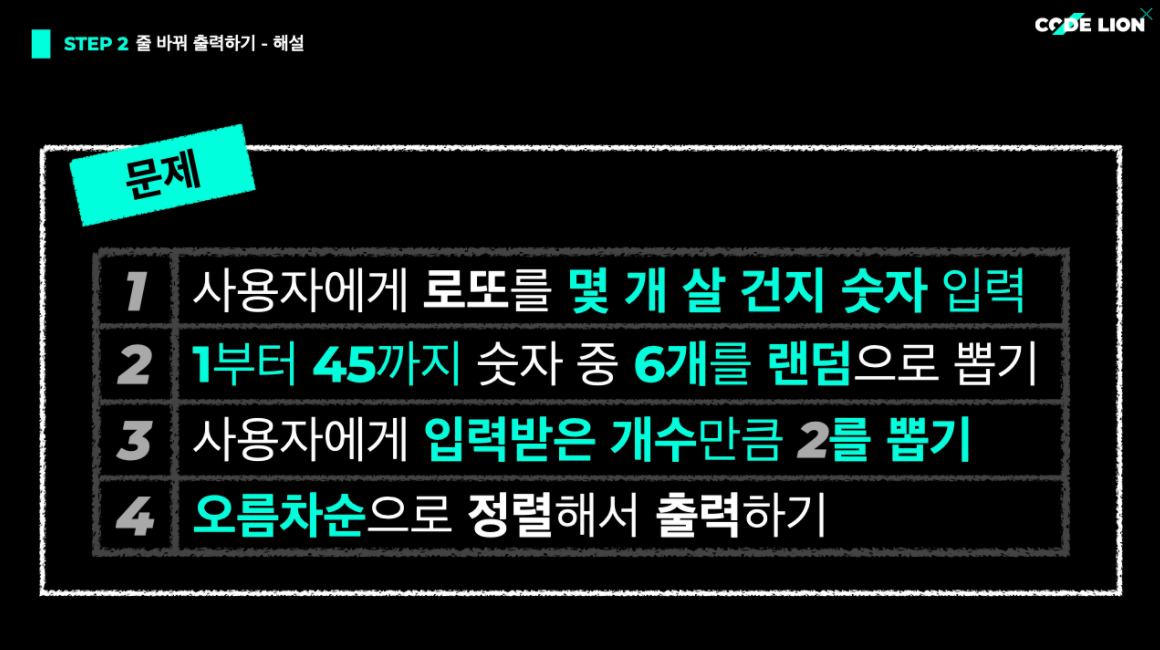 STEP 2 줄 바꿔 출력하기 - 해설
CODE LION
문제
1 사용자에게 로또를 몇 개 살 건지 숫자 입력
2 1부터 45까지 숫자 중 6개를 랜덤으로 뽑기
3 사용자에게 입력받은 개수만큼 2를 뽑기
4 오름차순으로 정렬해서 출력하기